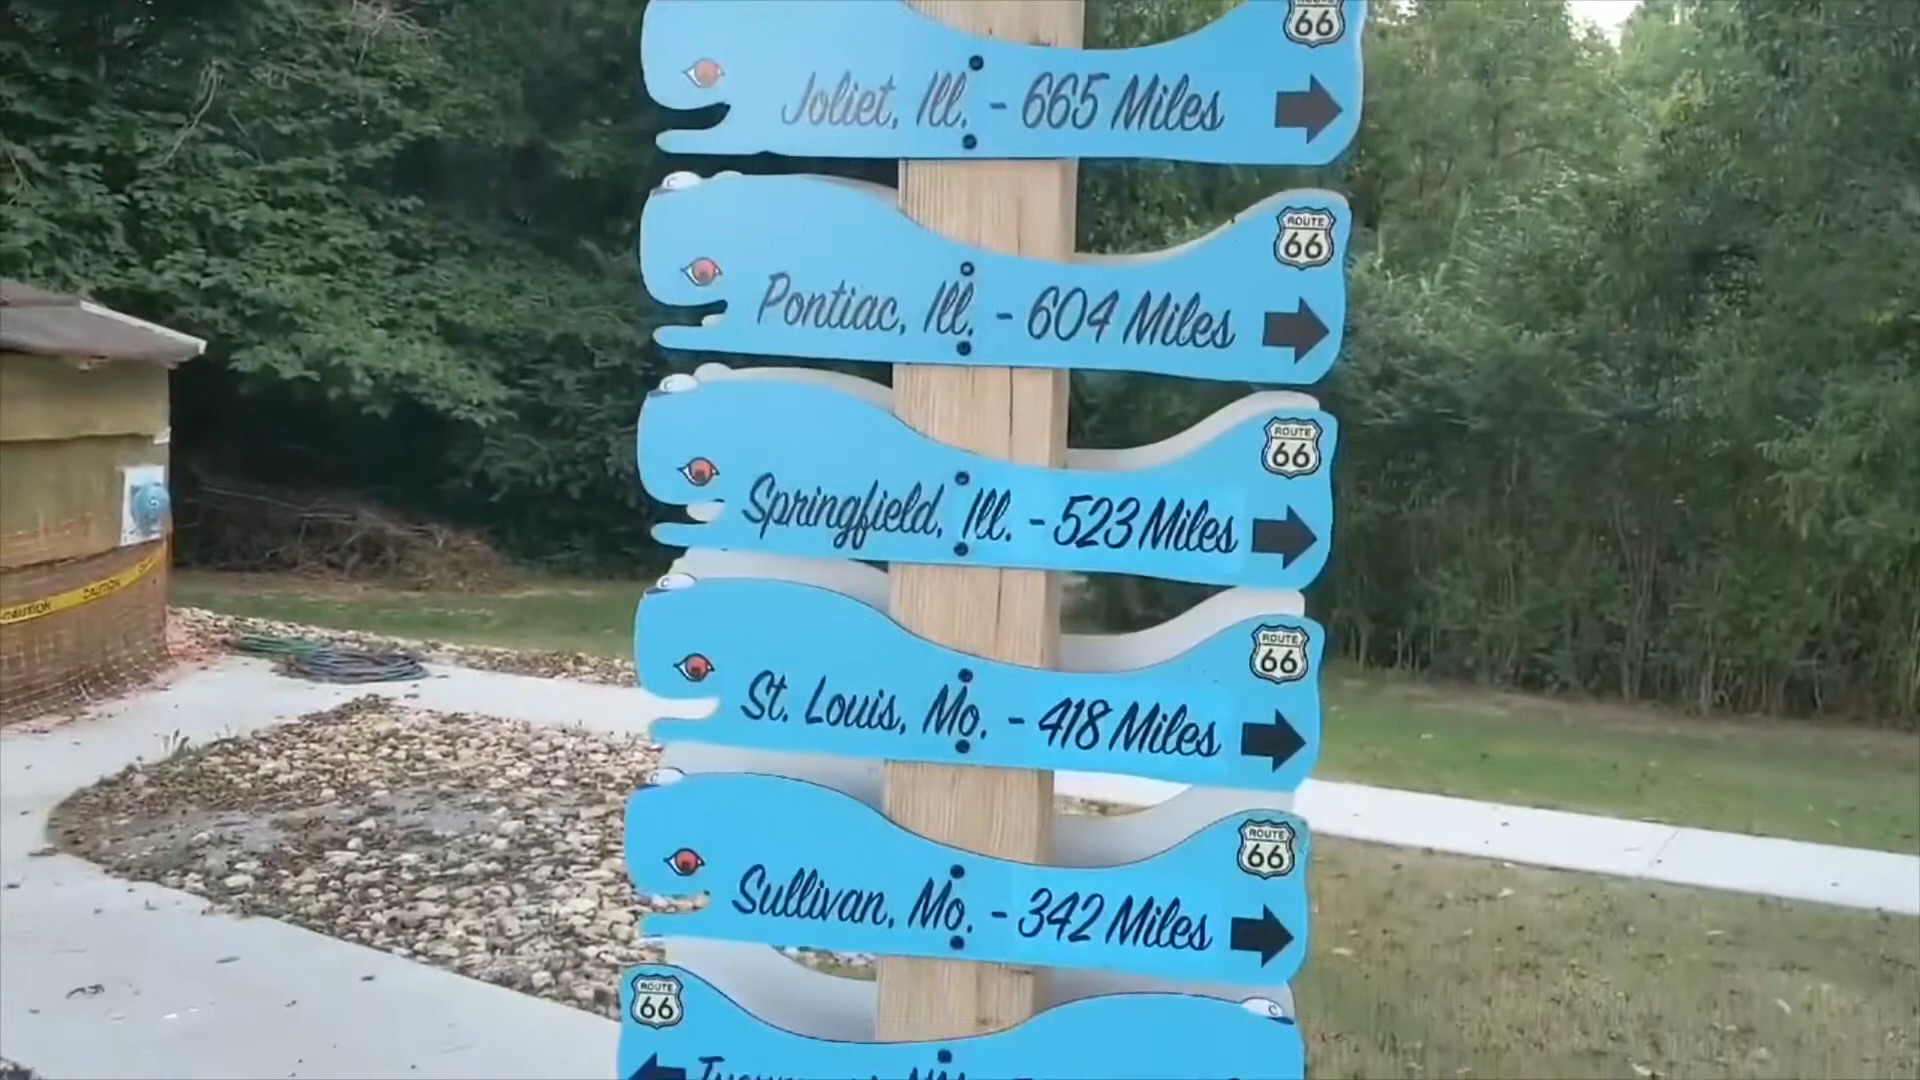 66
Joliet, Ill. - 665 Miles
ROUTE
66
Pontiac, Ill. - 604 Miles
ROUTE
66
Springfield, Ill. - 523 Miles
ROUTE
66
St. Louis, Mo. - 418 Miles
ROUTE
66
Sullivan, Mo. - 342 Miles
ROUTE
66
CAUTION CAUTION